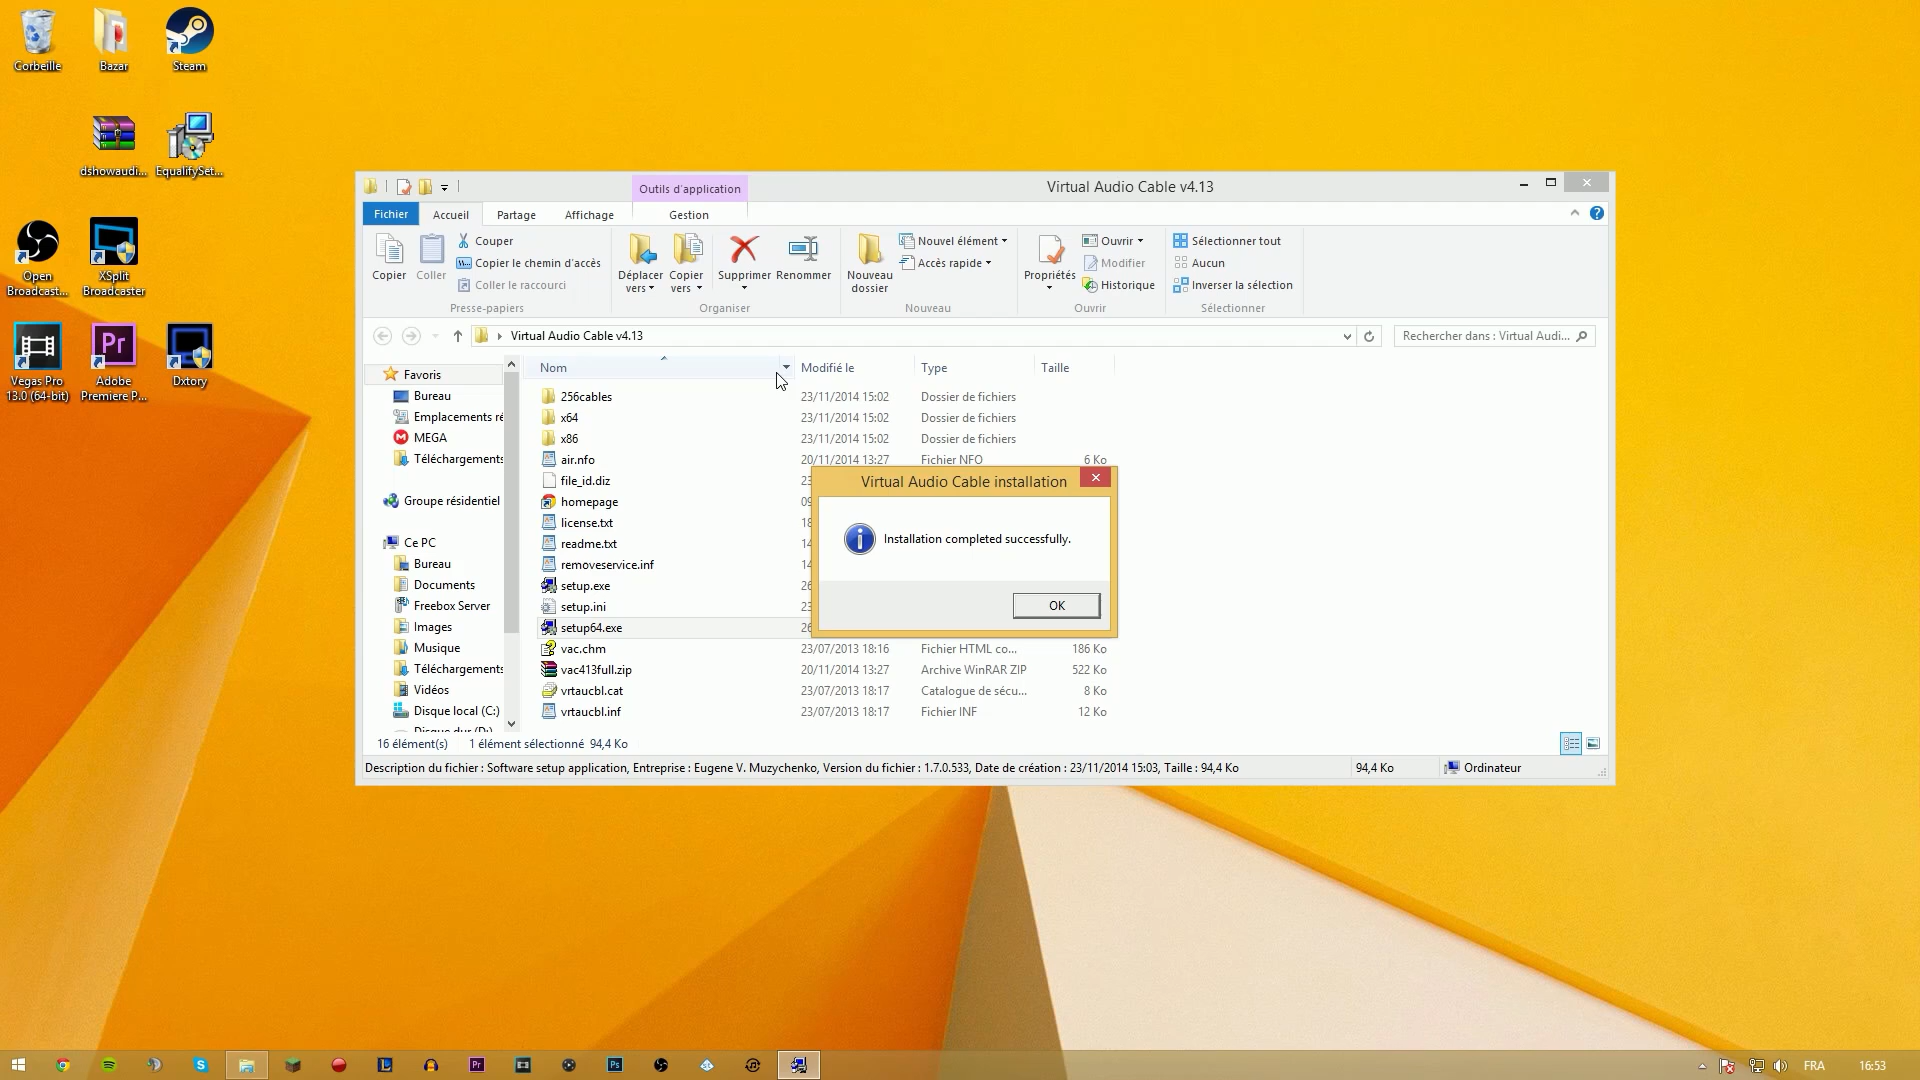 Corbeille
Bazar
Steam
dshowaudi...
EqualifySet...
Open Broadcast...
XSplit Broadcaster
Vegas Pro 13.0 (64-bit)
Adobe Premiere P...
Dxtory
Outils d'application
Virtual Audio Cable v4.13
Fichier
Accueil
Partage
Affichage
Gestion
Copier
Coller
Couper
Copier le chemin d'accès
Coller le raccourci
Presse-papiers
Déplacer vers
Copier vers
Supprimer
Renommer
Organiser
Nouveau dossier
Nouvel élément
Accès rapide
Nouveau
Propriétés
Ouvrir
Modifier
Historique
Ouvrir
Sélectionner tout
Aucun
Inverser la sélection
Sélectionner
Virtual Audio Cable v4.13
Rechercher dans : Virtual Audi...
Favoris
Bureau
Emplacements ré
MEGA
Téléchargements
Groupe résidentiel
Ce PC
Bureau
Documents
Freebox Server
Images
Musique
Téléchargements
Vidéos
Disque local (C:)
Disque dur (D:)
Nom Modifié le Type Taille
256cables 23/11/2014 15:02 Dossier de fichiers
x64 23/11/2014 15:02 Dossier de fichiers
x86 23/11/2014 15:02 Dossier de fichiers
air.nfo 20/11/2014 13:27 Fichier NFO 6 Ko
file_id.diz 23
homepage 09
license.txt 18
readme.txt 14
removeservice.inf 14
setup.exe 26
setup.ini 23
setup64.exe 26
vac.chm 23/07/2013 18:16 Fichier HTML co... 186 Ko
vac413full.zip 20/11/2014 13:27 Archive WinRAR ZIP 522 Ko
vrtaucbl.cat 23/07/2013 18:17 Catalogue de sécu... 8 Ko
vrtaucbl.inf 23/07/2013 18:17 Fichier INF 12 Ko
Virtual Audio Cable installation
Installation completed successfully.
OK
16 élément(s) 1 élément sélectionné 94,4 Ko
Description du fichier : Software setup application, Entreprise : Eugene V. Muzychenko, Version du fichier : 1.7.0.533, Date de création : 23/11/2014 15:03, Taille : 94,4 Ko
94,4 Ko
Ordinateur
Pr
Ps
FRA
16:53